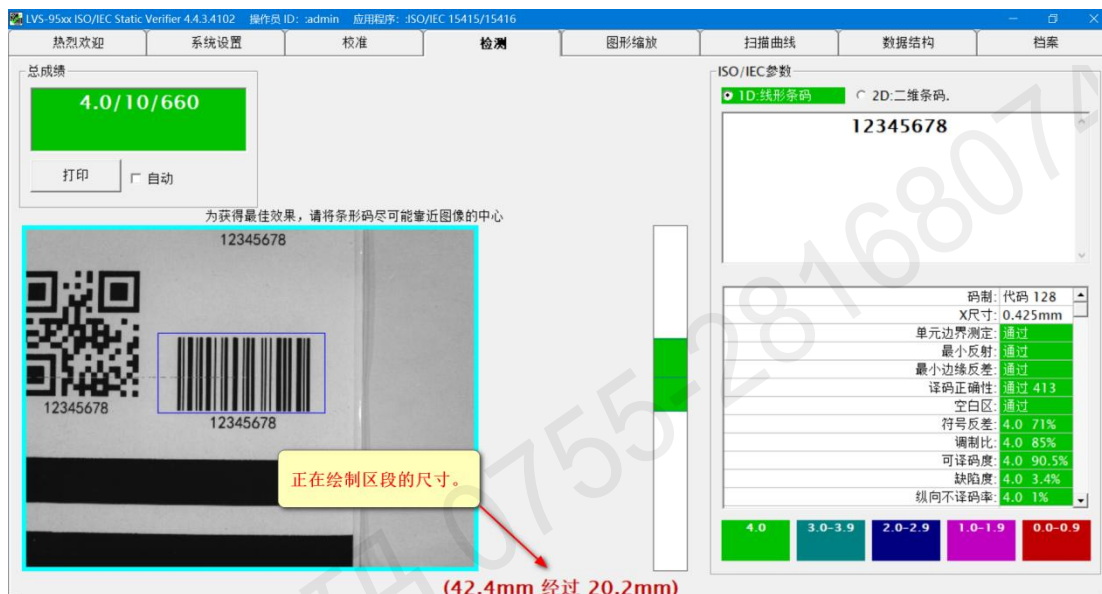 LVS-95xx ISO/IEC Static Verifier 4.4.3.4102 操作员 ID: :admin 应用程序: :ISO/IEC 15415/15416
热烈欢迎 系统设置 校准 检测 图形缩放 扫描曲线 数据结构 档案
总成绩
4.0/10/660
打印 自动
为获得最佳效果，请将条形码尽可能靠近图像的中心
12345678
12345678
12345678
正在绘制区段的尺寸。
(42.4mm 经过 20.2mm)
ISO/IEC参数
1D:线形条码 2D:二维条码.
12345678
码制: 代码 128
X尺寸: 0.425mm
单元边界测定: 通过
最小反射: 通过
最小边缘反差: 通过
译码正确性: 通过 413
空白区: 通过
符号反差: 4.0 71%
调制比: 4.0 85%
可译码度: 4.0 90.5%
缺陷度: 4.0 3.4%
纵向不译码率: 4.0 1%
4.0 3.0-3.9 2.0-2.9 1.0-1.9 0.0-0.9
0755-28168074